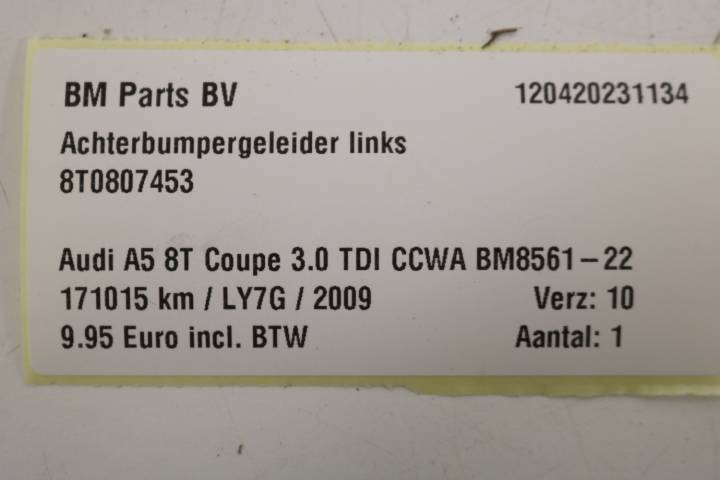 BM Parts BV 120420231134
Achterbumpergeleider links
8T0807453
Audi A5 8T Coupe 3.0 TDI CCWA BM8561-22
171015 km / LY7G / 2009 Verz: 10
9.95 Euro incl. BTW Aantal: 1